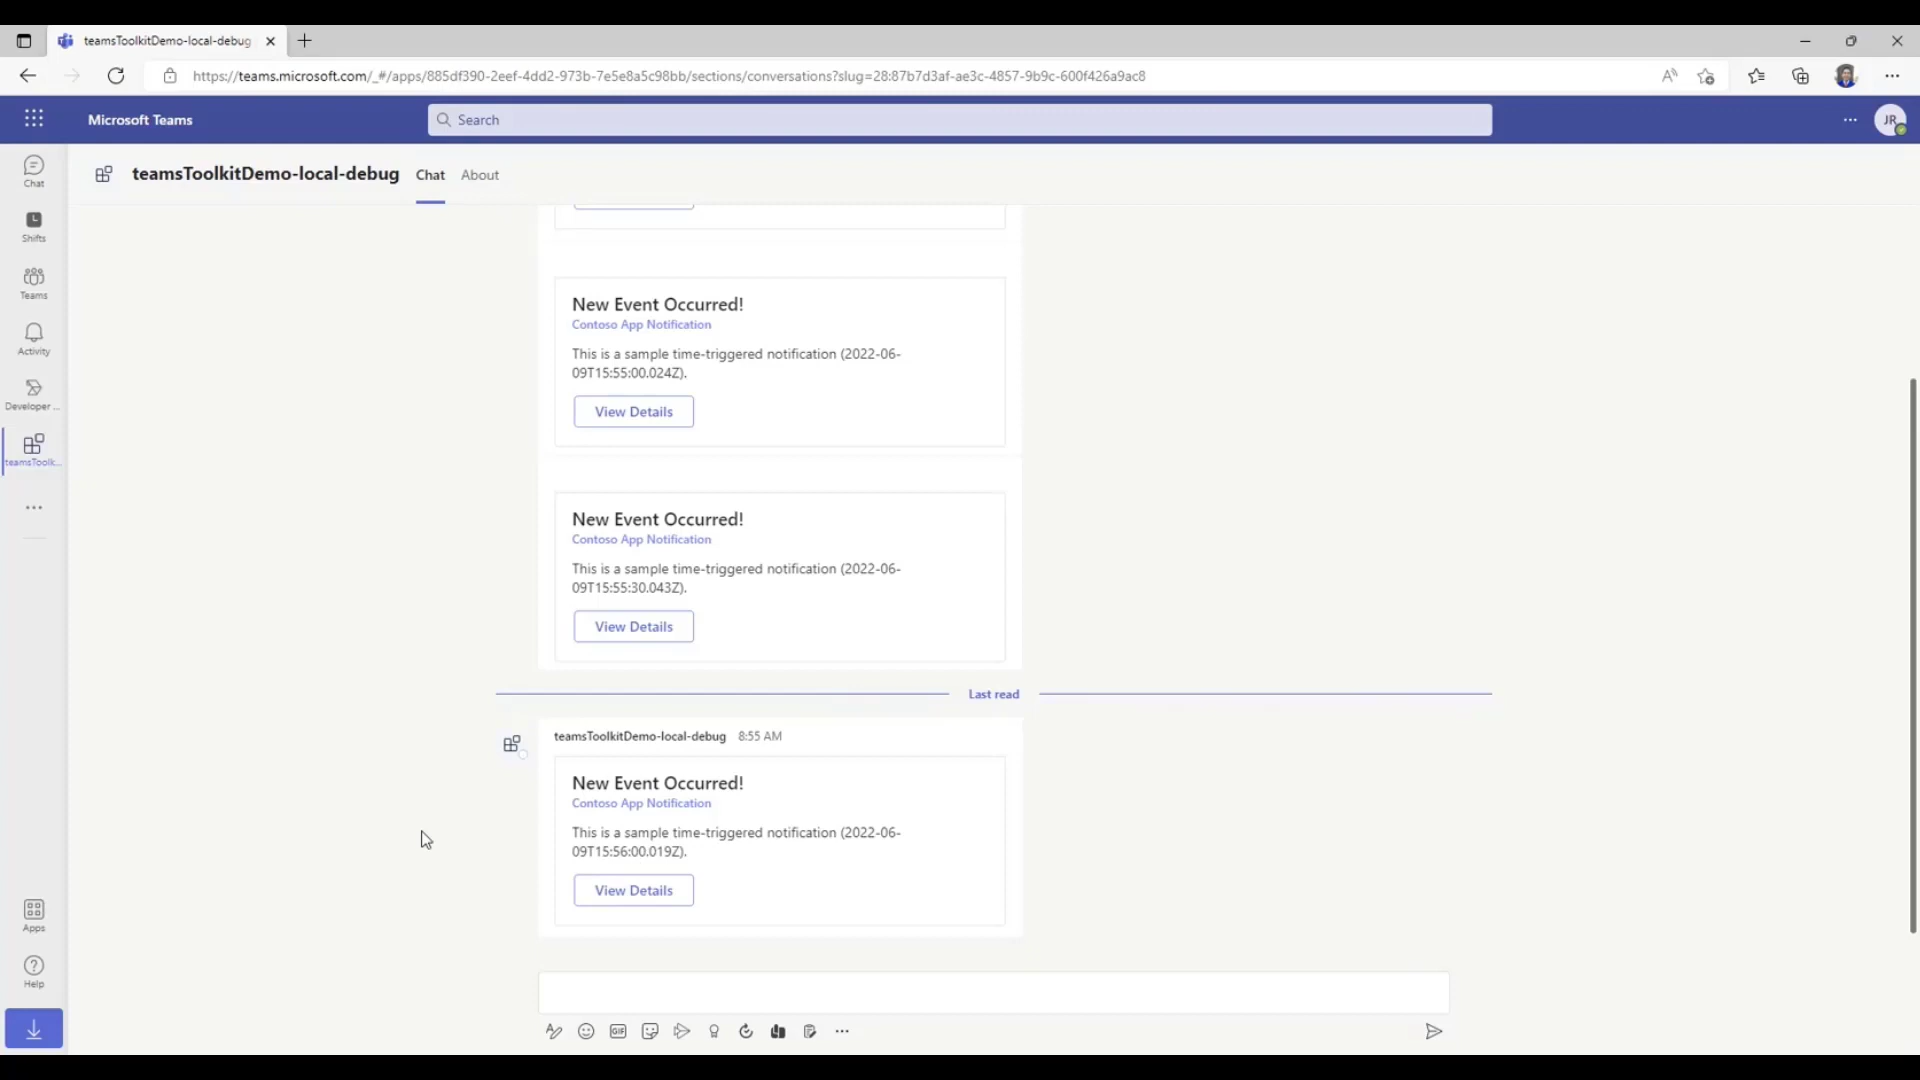 teamsToolkitDemo-local-debug
https://teams.microsoft.com/_#/apps/885df390-2eef-4dd2-973b-7e5e8a5c98bb/sections/conversations?slug=28:87b7d3af-ae3c-4857-9b9c-600f426a9ac8
Microsoft Teams
Search
JR
teamsToolkitDemo-local-debug
Chat
About
Chat
Shifts
Teams
Activity
Developer ...
teamsToolk...
New Event Occurred!
Contoso App Notification
This is a sample time-triggered notification (2022-06-
09T15:55:00.024Z).
View Details
New Event Occurred!
Contoso App Notification
This is a sample time-triggered notification (2022-06-
09T15:55:30.043Z).
View Details
Last read
teamsToolkitDemo-local-debug 8:55 AM
New Event Occurred!
Contoso App Notification
This is a sample time-triggered notification (2022-06-
09T15:56:00.019Z).
View Details
Apps
Help
GIF